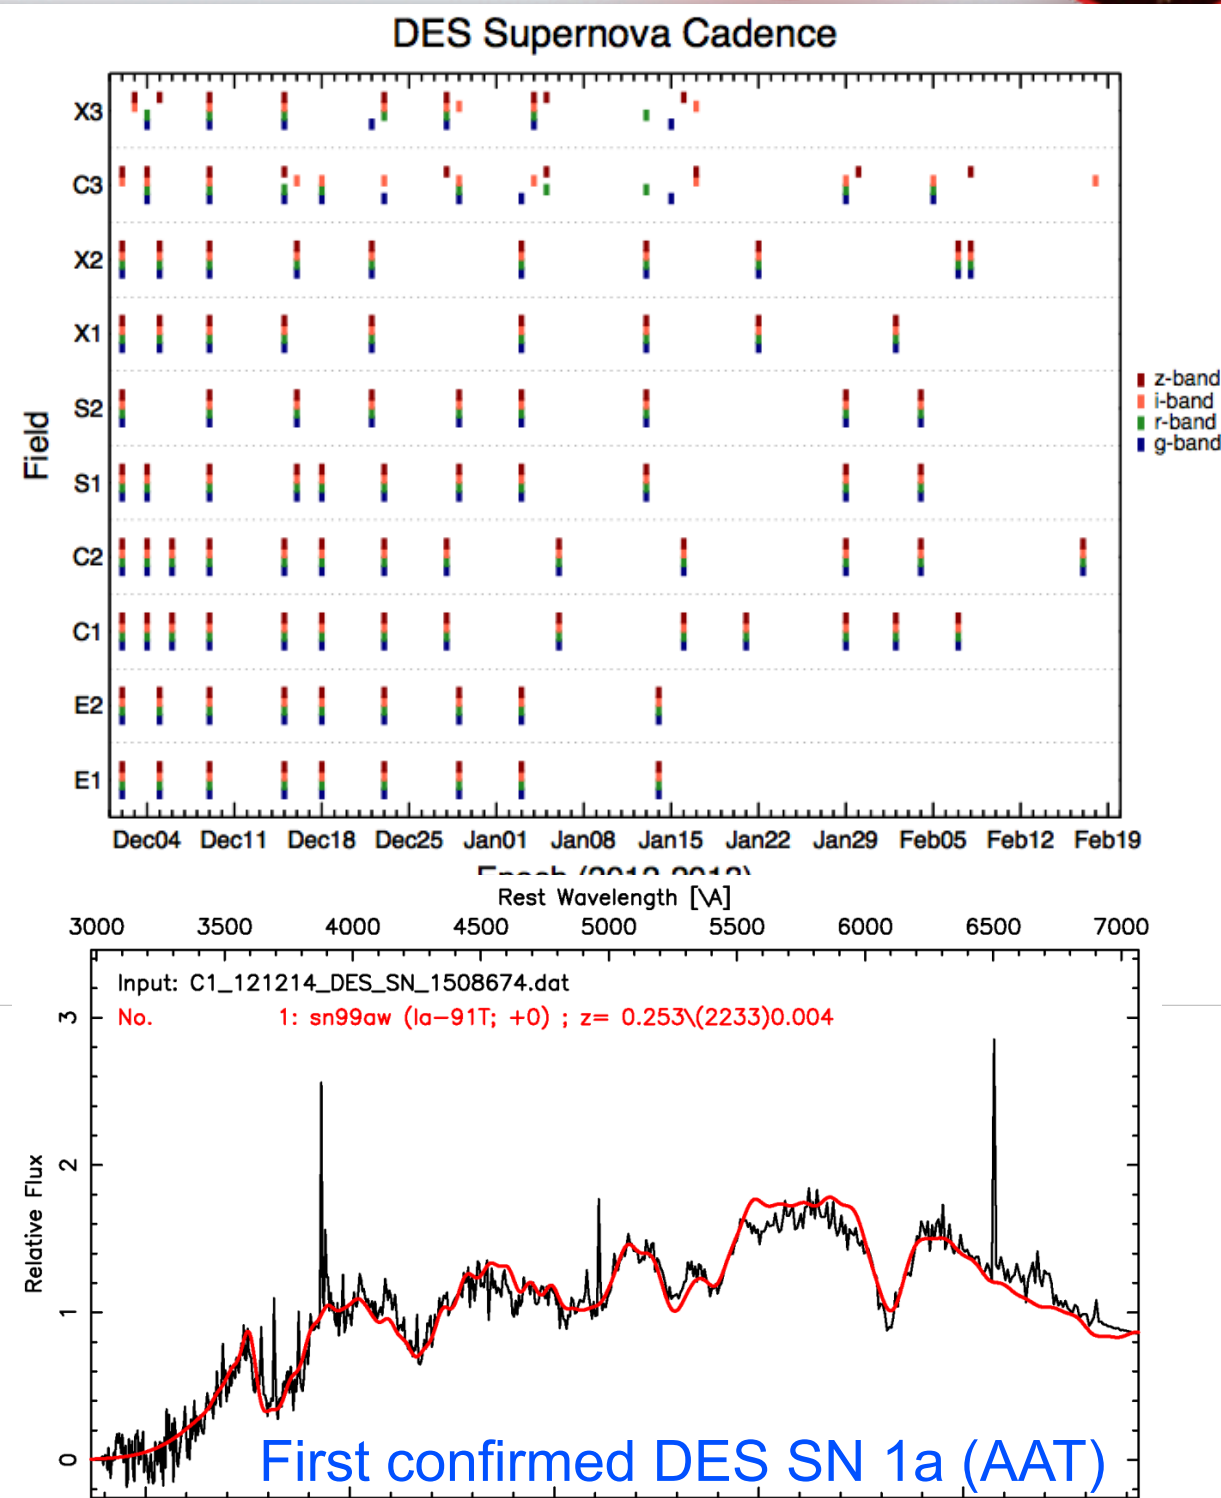 DES Supernova Cadence
X3
C3
X2
X1
S2
S1
C2
C1
E2
E1
Field
z-band
i-band
r-band
g-band
Dec04 Dec11 Dec18 Dec25 Jan01 Jan08 Jan15 Jan22 Jan29 Feb05 Feb12 Feb19
Epoch (2012-2013)
Rest Wavelength [\A]
3000 3500 4000 4500 5000 5500 6000 6500 7000
Input: C1_121214_DES_SN_1508674.dat
No. 1: sn99aw (Ia-91T; +0) ; z= 0.253\(2233)0.004
3
2
1
0
Relative Flux
First confirmed DES SN 1a (AAT)